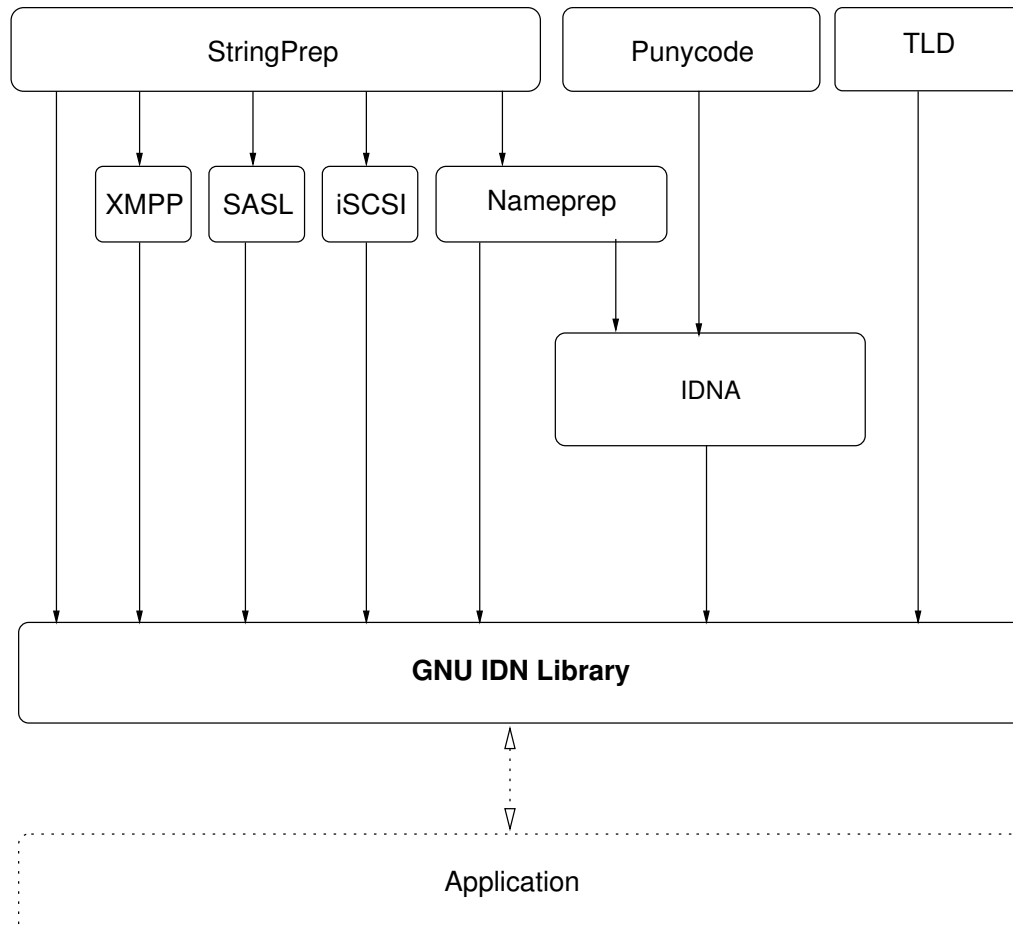 StringPrep
Punycode
TLD
XMPP
SASL
iSCSI
Nameprep
IDNA
GNU IDN Library
Application